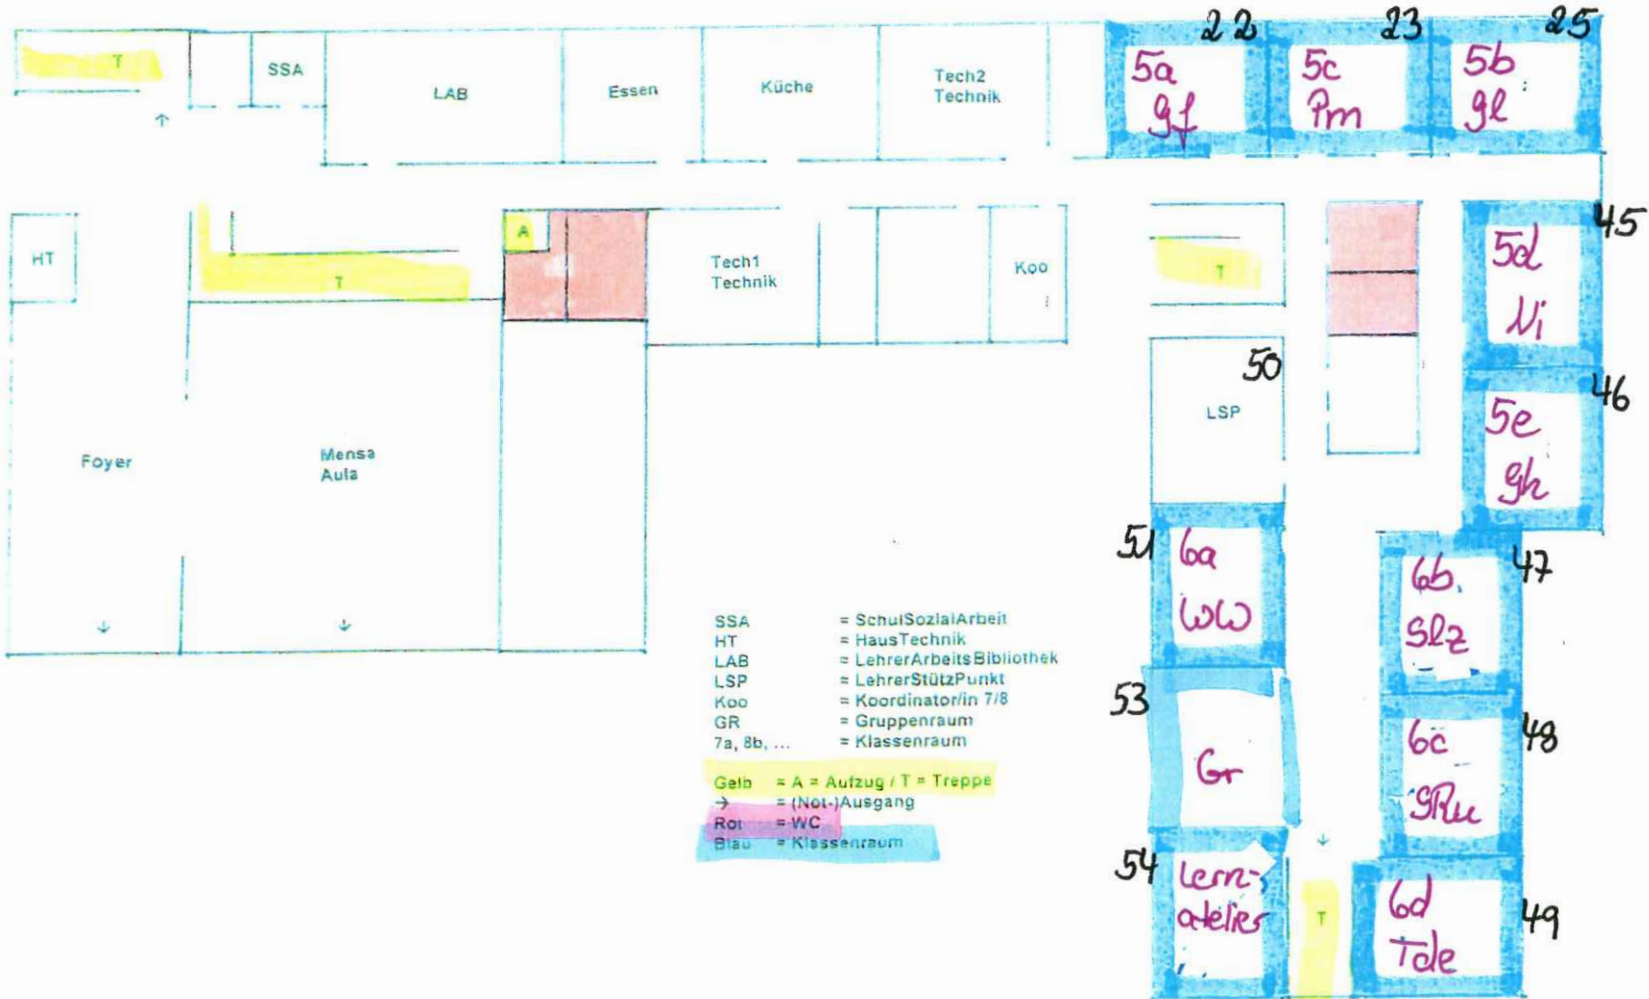 22 23 25
T
SSA
LAB
Essen
Küche
Tech2
Technik
5a
gf
5c
Pm
5b
gl
HT
T
A
Tech1
Technik
Koo
T
45
5d
Ni
50
LSP
46
5e
gh
Foyer
Mensa
Aula
51
6a
WW
47
6b
Slz
53
Gr
48
6c
SRu
54
Lern-
atelier
T
49
6d
Tde
SSA = SchulSozialArbeit
HT = HausTechnik
LAB = LehrerArbeitsBibliothek
LSP = LehrerStützPunkt
Koo = Koordinator/in 7/8
GR = Gruppenraum
7a, 8b, ... = Klassenraum
Gelb = A = Aufzug / T = Treppe
→ = (Not-)Ausgang
Rot = WC
Blau = Klassenraum